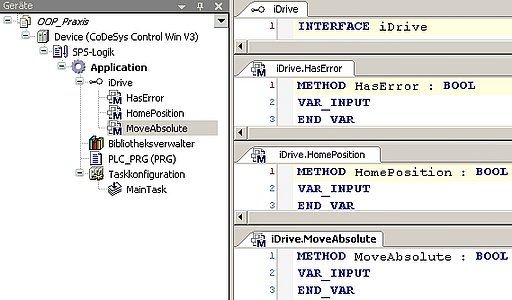 Geräte
OOP_Praxis
Device (CoDeSys Control Win V3)
SPS-Logik
Application
iDrive
HasError
HomePosition
MoveAbsolute
Bibliotheksverwalter
PLC_PRG (PRG)
Taskkonfiguration
MainTask
iDrive
1 INTERFACE iDrive
iDrive.HasError
1 METHOD HasError : BOOL
2 VAR_INPUT
3 END_VAR
iDrive.HomePosition
1 METHOD HomePosition : BOOL
2 VAR_INPUT
3 END_VAR
iDrive.MoveAbsolute
1 METHOD MoveAbsolute : BOOL
2 VAR_INPUT
3 END_VAR